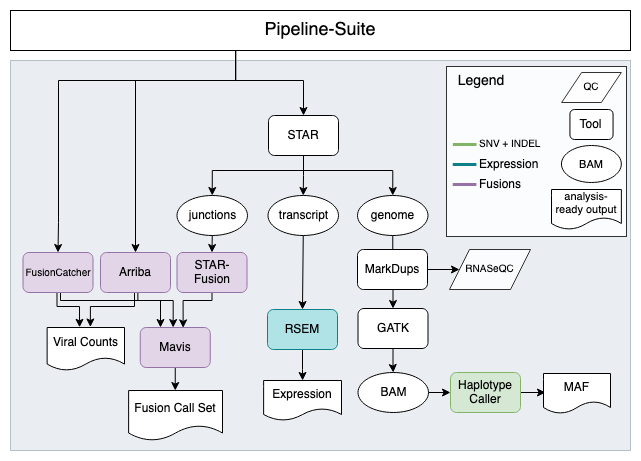 Pipeline-Suite
Legend
QC
Tool
SNV + INDEL
Expression
BAM
Fusions
analysis-
ready output
STAR
junctions
transcript
genome
FusionCatcher
Arriba
STAR-
Fusion
MarkDups
RNASeQC
Viral Counts
Mavis
RSEM
GATK
Fusion Call Set
Expression
BAM
Haplotype
Caller
MAF